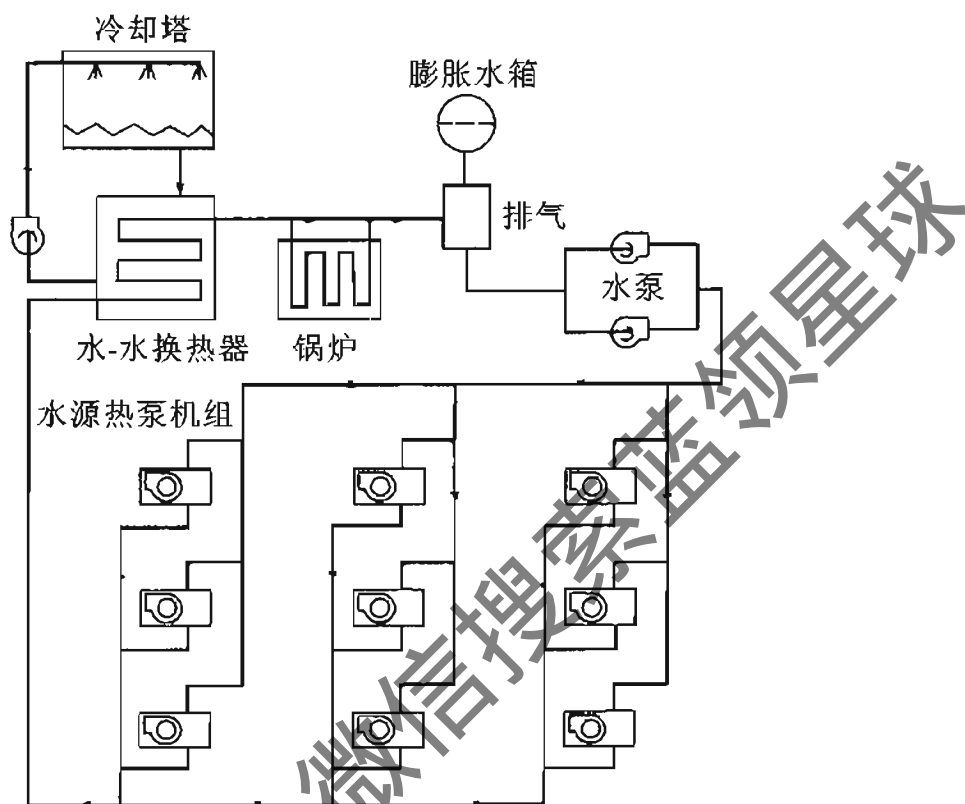 冷却塔
膨胀水箱
排气
水泵
水-水换热器
锅炉
水源热泵机组
微信搜索蓝领星球